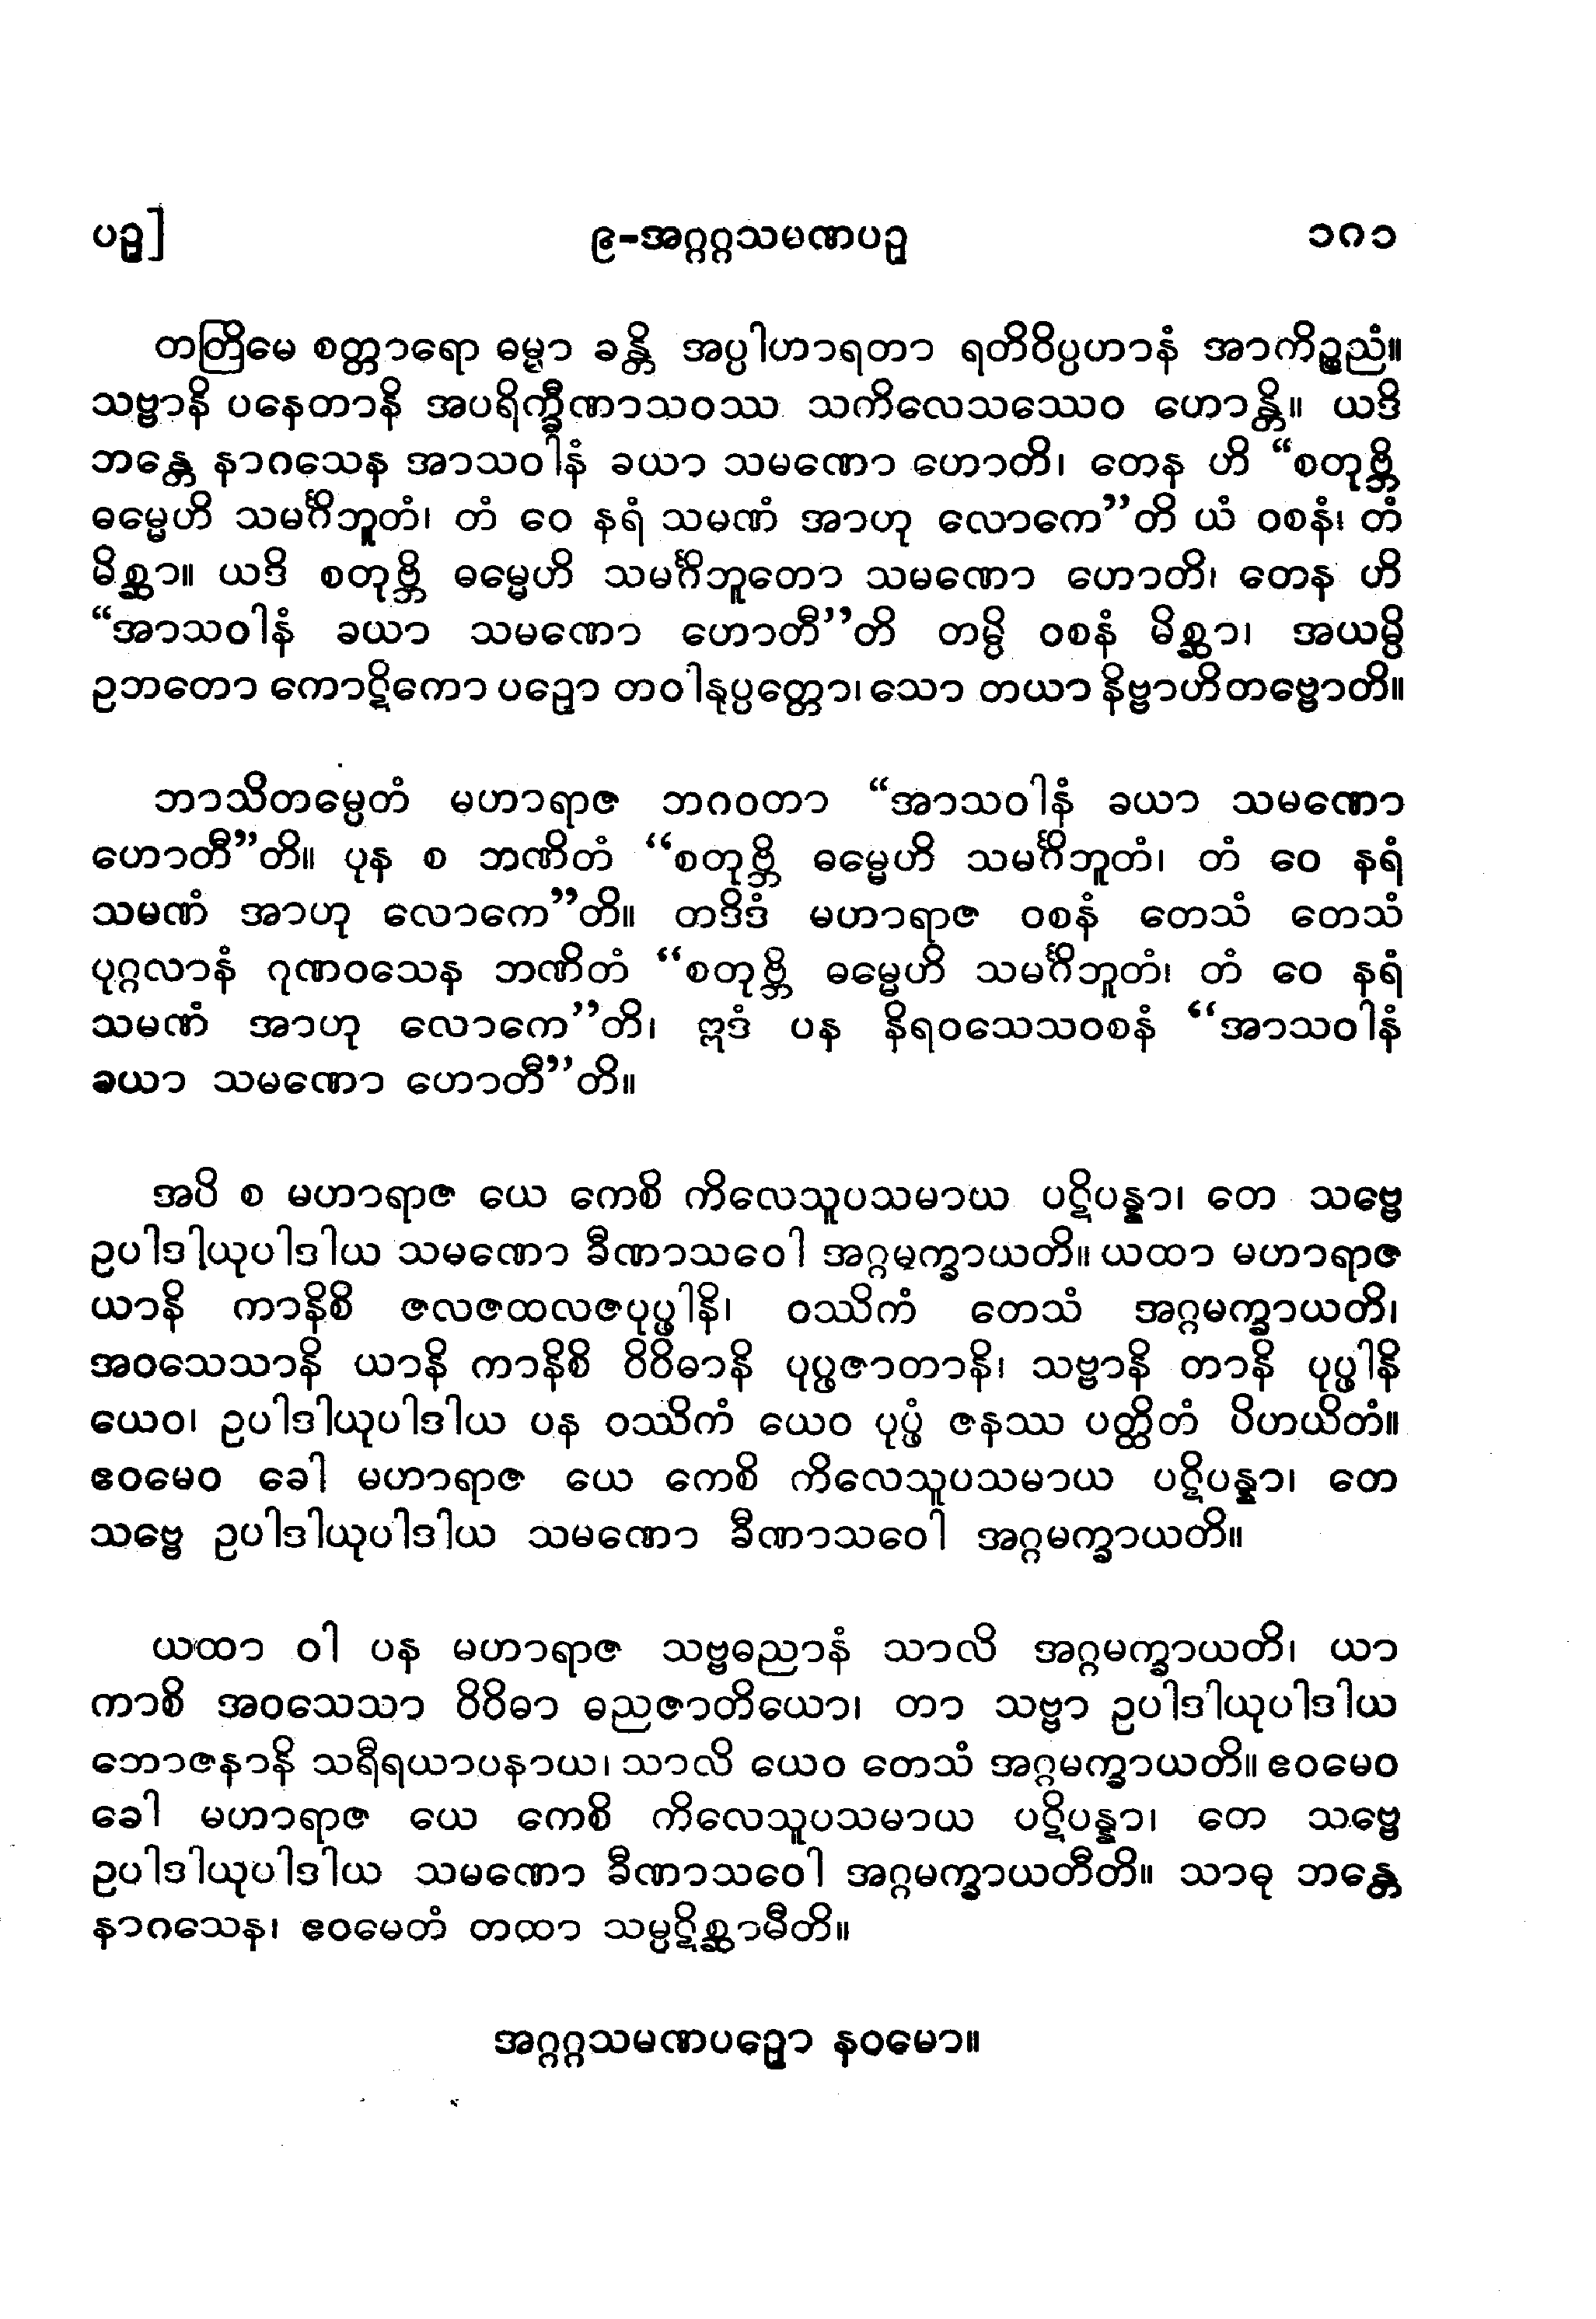 ပဉှ]
၉-အဂ္ဂဂ္ဂသမဏပဉှ
၁၇၁
တတြိမေ စတ္တာရော ဓမ္မာ ခန္တိ အပ္ပါဟာရတာ ရတိဝိပ္ပဟာနံ အာကိဉ္စညံ။
သဗ္ဗာနိ ပနေတာနိ အပရိက္ခီဏာသဝဿ သကိလေသဿေဝ ဟောန္တိ။ ယဒိ
ဘန္တေ နာဂသေန အာသဝါနံ ခယာ သမဏော ဟောတိ၊ တေန ဟိ “စတုဗ္ဘိ
ဓမ္မေဟိ သမင်္ဂိဘူတံ၊ တံ ဝေ နရံ သမဏံ အာဟု လောကေ”တိ ယံ ဝစနံ၊ တံ
မိစ္ဆာ။ ယဒိ စတုဗ္ဘိ ဓမ္မေဟိ သမင်္ဂိဘူတော သမဏော ဟောတိ၊ တေန ဟိ
“အာသဝါနံ ခယာ သမဏော ဟောတီ”တိ တမ္ပိ ဝစနံ မိစ္ဆာ၊ အယမ္ပိ
ဥဘတော ကောဋိကော ပဉှော တဝါနုပ္ပတ္တော၊ သော တယာ နိဗ္ဗာဟိတဗ္ဗောတိ။
ဘာသိတမ္ပေတံ မဟာရာဇ ဘဂဝတာ “အာသဝါနံ ခယာ သမဏော
ဟောတီ”တိ။ ပုန စ ဘဏိတံ “စတုဗ္ဘိ ဓမ္မေဟိ သမင်္ဂိဘူတံ၊ တံ ဝေ နရံ
သမဏံ အာဟု လောကေ”တိ။ တဒိဒံ မဟာရာဇ ဝစနံ တေသံ တေသံ
ပုဂ္ဂလာနံ ဂုဏဝသေန ဘဏိတံ “စတုဗ္ဘိ ဓမ္မေဟိ သမင်္ဂိဘူတံ၊ တံ ဝေ နရံ
သမဏံ အာဟု လောကေ”တိ၊ ဣဒံ ပန နိရဝသေသဝစနံ “အာသဝါနံ
ခယာ သမဏော ဟောတီ”တိ။
အပိ စ မဟာရာဇ ယေ ကေစိ ကိလေသူပသမာယ ပဋိပန္နာ၊ တေ သဗ္ဗေ
ဥပါဒါယုပါဒါယ သမဏော ခီဏာသဝေါ အဂ္ဂမက္ခာယတိ။ ယထာ မဟာရာဇ
ယာနိ ကာနိစိ ဇလဇထလဇပုပ္ဖါနိ၊ ဝဿိကံ တေသံ အဂ္ဂမက္ခာယတိ၊
အဝသေသာနိ ယာနိ ကာနိစိ ဝိဝိဓာနိ ပုပ္ဖဇာတာနိ၊ သဗ္ဗာနိ တာနိ ပုပ္ဖါနိ
ယေဝ၊ ဥပါဒါယုပါဒါယ ပန ဝဿိကံ ယေဝ ပုပ္ဖံ ဇနဿ ပတ္ထိတံ ပိဟယိတံ။
ဧဝမေဝ ခေါ မဟာရာဇ ယေ ကေစိ ကိလေသူပသမာယ ပဋိပန္နာ၊ တေ
သဗ္ဗေ ဥပါဒါယုပါဒါယ သမဏော ခီဏာသဝေါ အဂ္ဂမက္ခာယတိ။
ယထာ ဝါ ပန မဟာရာဇ သဗ္ဗဓညာနံ သာလိ အဂ္ဂမက္ခာယတိ၊ ယာ
ကာစိ အဝသေသာ ဝိဝိဓာ ဓညဇာတိယော၊ တာ သဗ္ဗာ ဥပါဒါယုပါဒါယ
ဘောဇနာနိ သရီရယာပနာယ၊ သာလိ ယေဝ တေသံ အဂ္ဂမက္ခာယတိ။ ဧဝမေဝ
ခေါ မဟာရာဇ ယေ ကေစိ ကိလေသူပသမာယ ပဋိပန္နာ၊ တေ သဗ္ဗေ
ဥပါဒါယုပါဒါယ သမဏော ခီဏာသဝေါ အဂ္ဂမက္ခာယတီတိ။ သာဓု ဘန္တေ
နာဂသေန၊ ဧဝမေတံ တထာ သမ္ပဋိစ္ဆာမီတိ။
အဂ္ဂဂ္ဂသမဏပဉှော နဝမော။